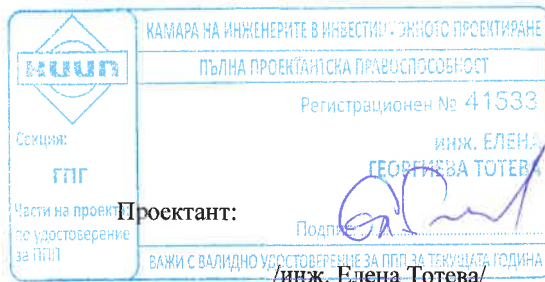 КАМАРА НА ИНЖЕНЕРИТЕ В ИНВЕСТИЦИОННОТО ПРОЕКТИРАНЕ
КИИП
ПЪЛНА ПРОЕКТАНТСКА ПРАВОСПОСОБНОСТ
Регистрационен № 41533
Секция:
ГПГ
инж. ЕЛЕНА
ГЕОРГИЕВА ТОТЕВА
Части на проекта
по удостоверение
за ППП
Проектант:
Подпис
ВАЖИ С ВАЛИДНО УДОСТОВЕРЕНИЕ ЗА ППП ЗА ТЕКУЩАТА ГОДИНА
/инж. Елена Тотева/